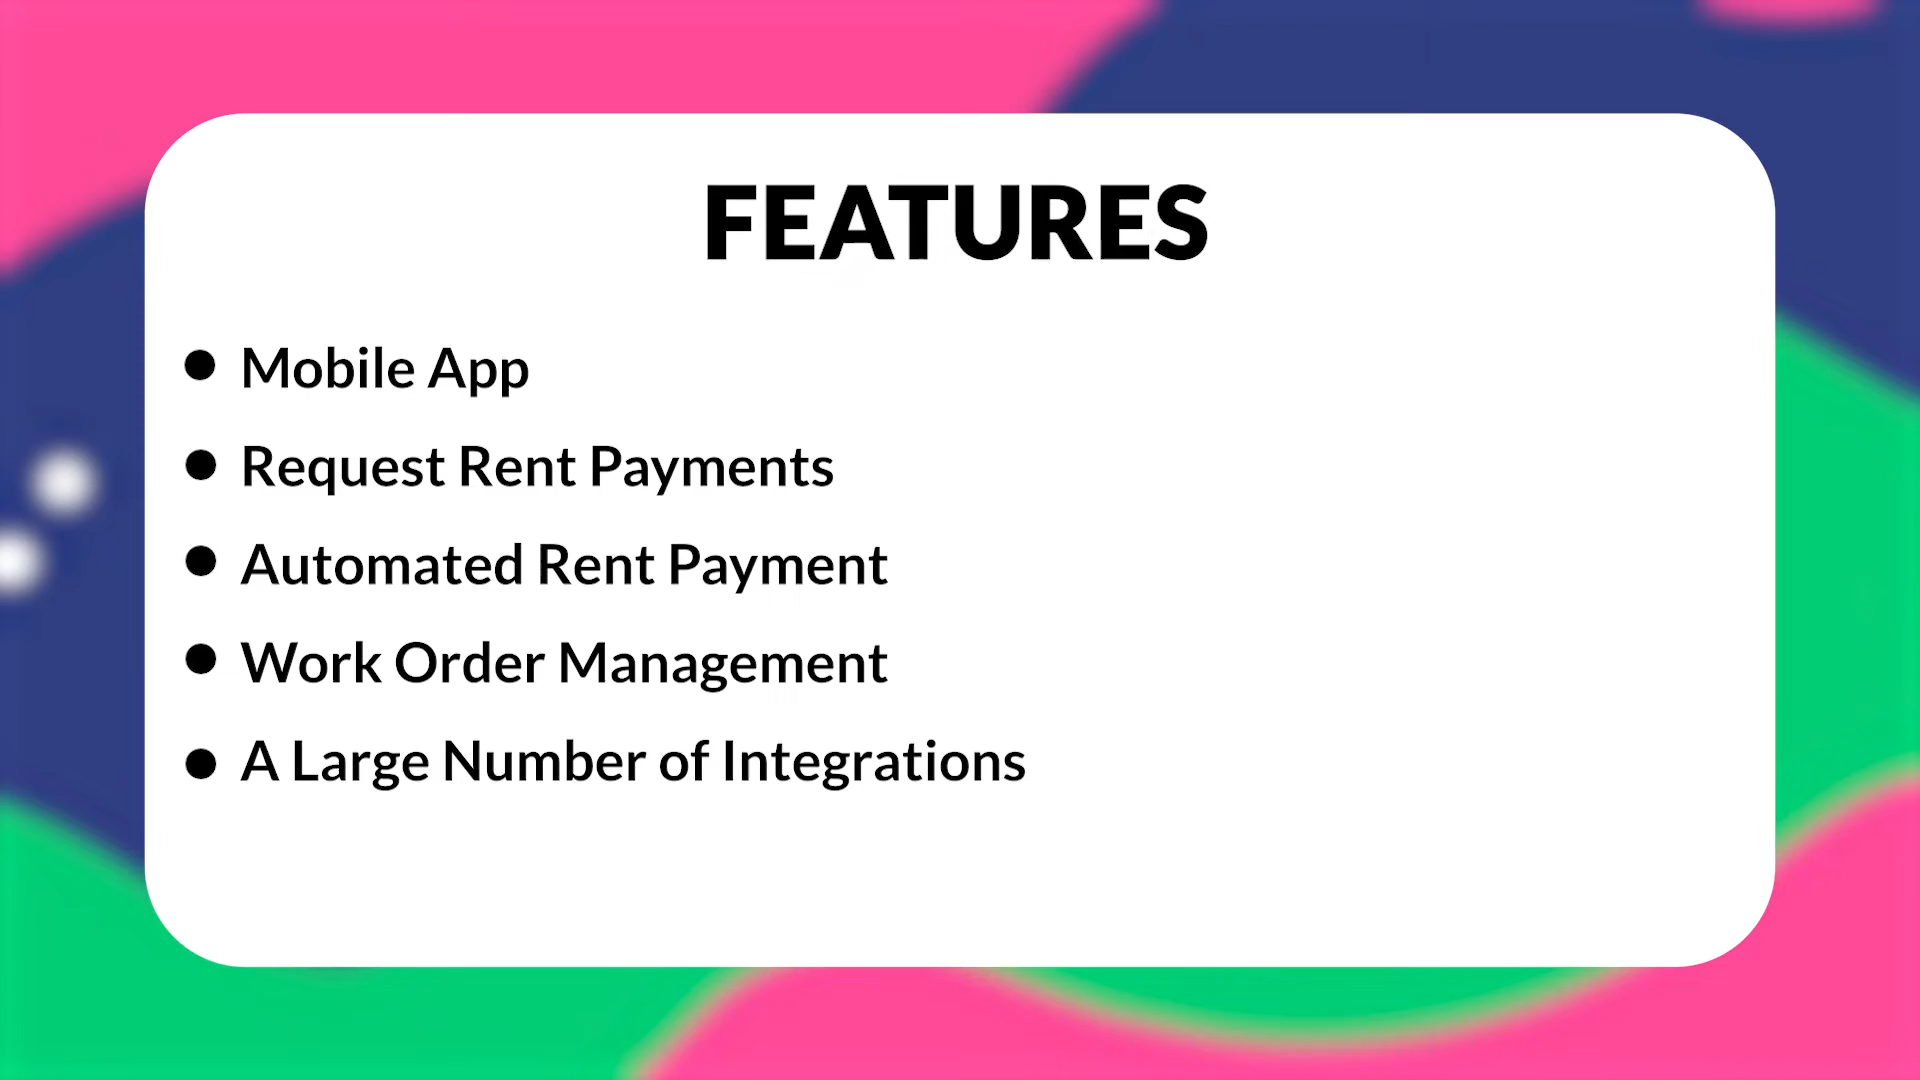 FEATURES
● Mobile App
● Request Rent Payments
● Automated Rent Payment
● Work Order Management
● A Large Number of Integrations